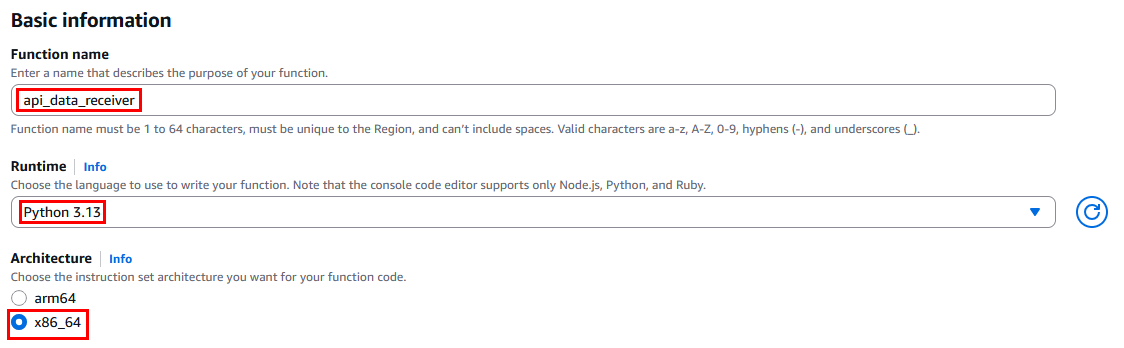 Basic information
Function name
Enter a name that describes the purpose of your function.
api_data_receiver
Function name must be 1 to 64 characters, must be unique to the Region, and can't include spaces. Valid characters are a-z, A-Z, 0-9, hyphens (-), and underscores (_).
Runtime Info
Choose the language to use to write your function. Note that the console code editor supports only Node.js, Python, and Ruby.
Python 3.13
Architecture Info
Choose the instruction set architecture you want for your function code.
arm64
x86_64